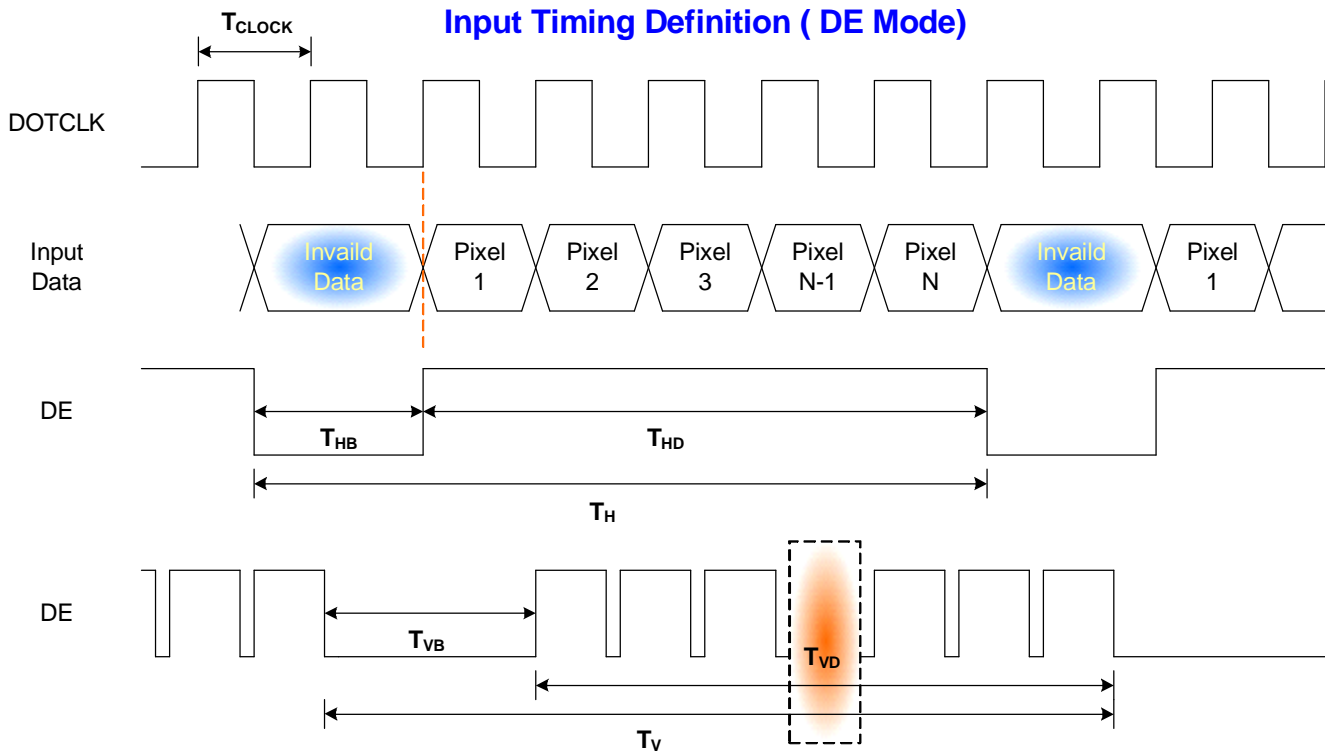 Input Timing Definition ( DE Mode)
TCLOCK
DOTCLK
Input
Data
Invaild
Data
Pixel
1
Pixel
2
Pixel
3
Pixel
N-1
Pixel
N
Invaild
Data
Pixel
1
DE
THB
THD
TH
DE
TVB
TVD
TV